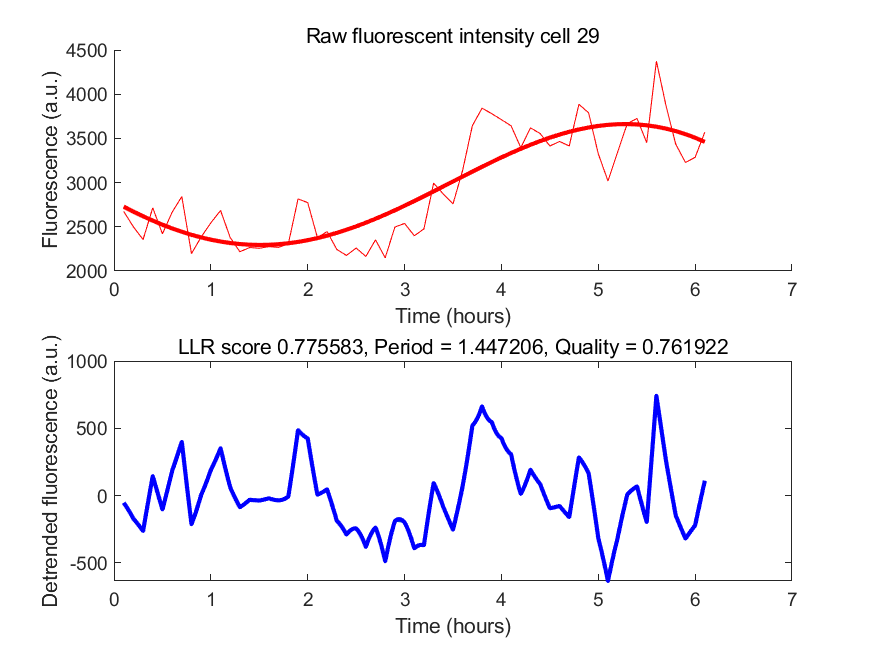 Raw fluorescent intensity cell 29
4500
4000
3500
3000
2500
2000
Fluorescence (a.u.)
0 1 2 3 4 5 6 7
Time (hours)
LLR score 0.775583, Period = 1.447206, Quality = 0.761922
1000
500
0
-500
Detrended fluorescence (a.u.)
0 1 2 3 4 5 6 7
Time (hours)